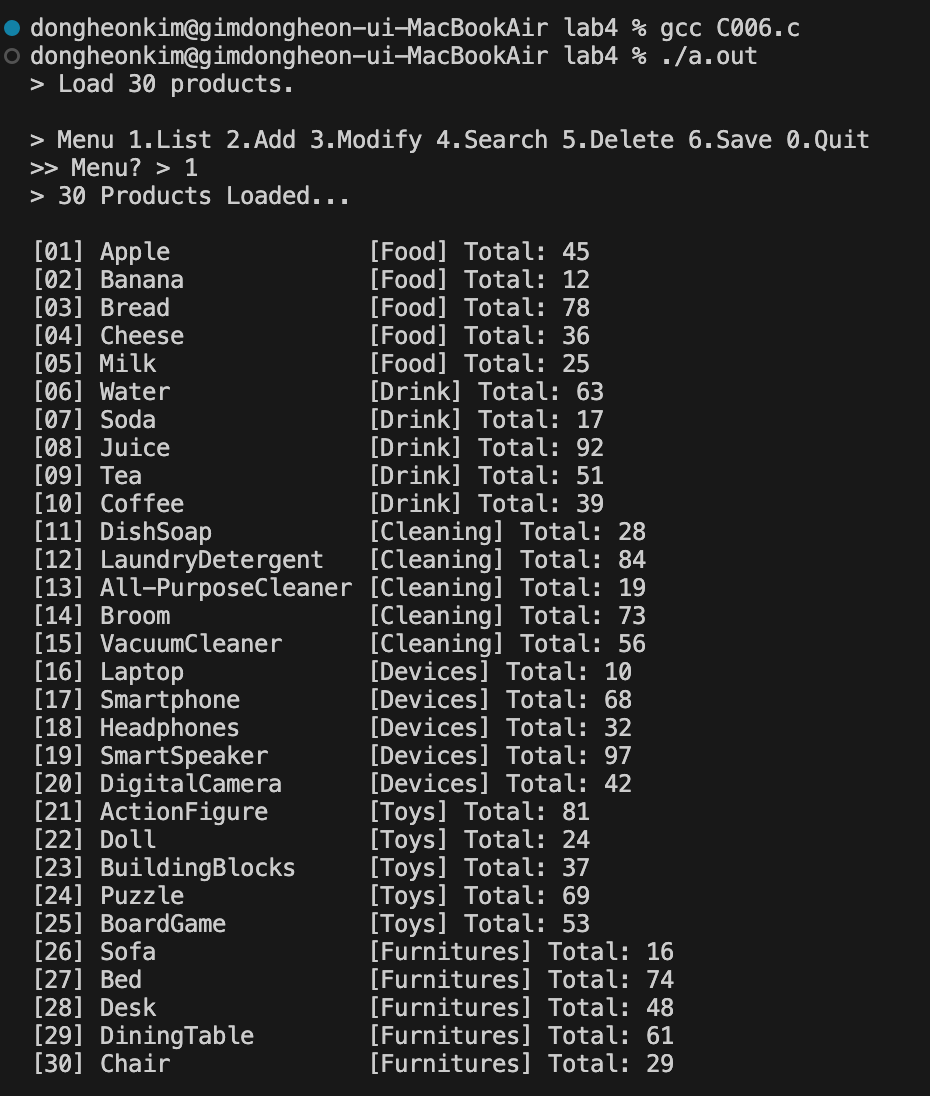 dongheonkim@gimdongheon-ui-MacBookAir lab4 % gcc C006.c
dongheonkim@gimdongheon-ui-MacBookAir lab4 % ./a.out
> Load 30 products.
> Menu 1.List 2.Add 3.Modify 4.Search 5.Delete 6.Save 0.Quit
>> Menu? > 1
> 30 Products Loaded...
[01] Apple [Food] Total: 45
[02] Banana [Food] Total: 12
[03] Bread [Food] Total: 78
[04] Cheese [Food] Total: 36
[05] Milk [Food] Total: 25
[06] Water [Drink] Total: 63
[07] Soda [Drink] Total: 17
[08] Juice [Drink] Total: 92
[09] Tea [Drink] Total: 51
[10] Coffee [Drink] Total: 39
[11] DishSoap [Cleaning] Total: 28
[12] LaundryDetergent [Cleaning] Total: 84
[13] All-PurposeCleaner [Cleaning] Total: 19
[14] Broom [Cleaning] Total: 73
[15] VacuumCleaner [Cleaning] Total: 56
[16] Laptop [Devices] Total: 10
[17] Smartphone [Devices] Total: 68
[18] Headphones [Devices] Total: 32
[19] SmartSpeaker [Devices] Total: 97
[20] DigitalCamera [Devices] Total: 42
[21] ActionFigure [Toys] Total: 81
[22] Doll [Toys] Total: 24
[23] BuildingBlocks [Toys] Total: 37
[24] Puzzle [Toys] Total: 69
[25] BoardGame [Toys] Total: 53
[26] Sofa [Furnitures] Total: 16
[27] Bed [Furnitures] Total: 74
[28] Desk [Furnitures] Total: 48
[29] DiningTable [Furnitures] Total: 61
[30] Chair [Furnitures] Total: 29